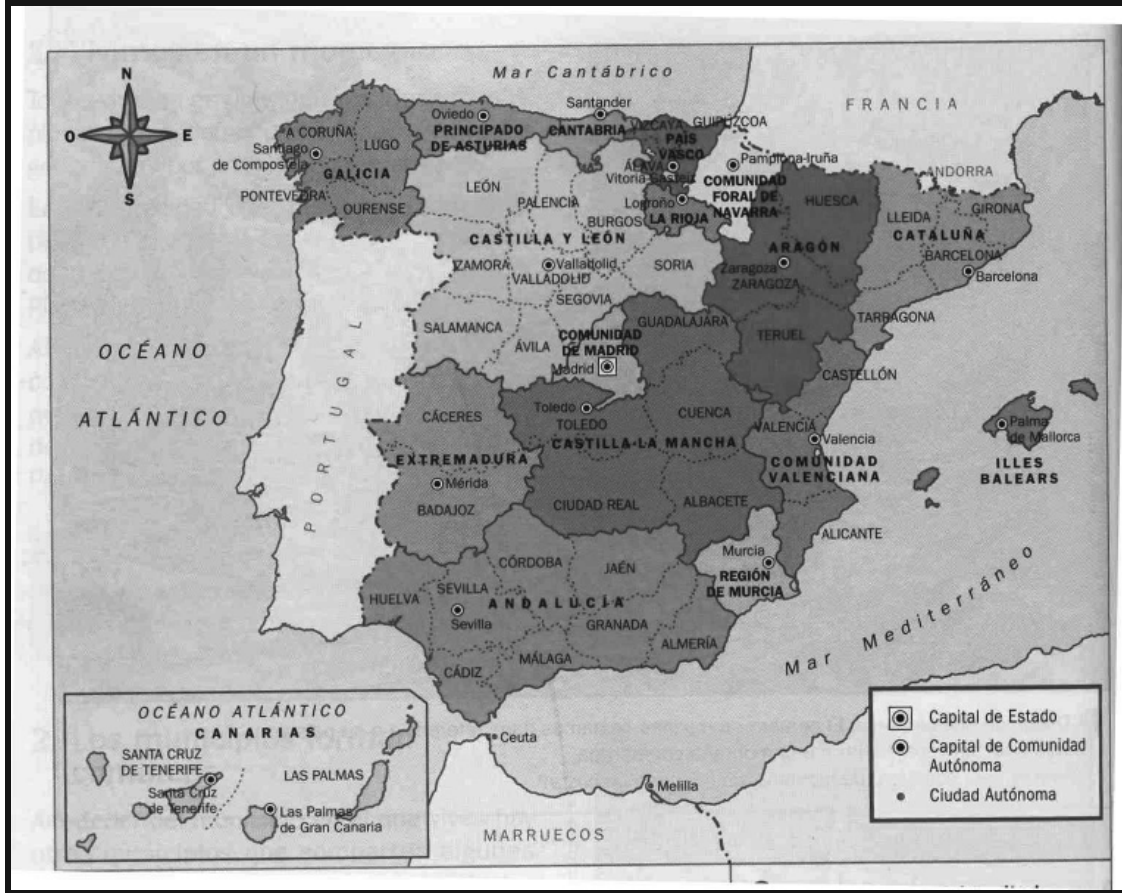 Mar Cantábrico
FRANCIA
N
O
E
S
Oviedo
PRINCIPADO
DE ASTURIAS
Santander
CANTABRIA
VIZCAYA
GUIPÚZCOA
PAÍS
VASCO
ÁLAVA
Vitoria-Gasteiz
Pamplona-Iruña
COMUNIDAD
FORAL DE
NAVARRA
ANDORRA
A CORUÑA
LUGO
Santiago
de Compostela
GALICIA
PONTEVEDRA
OURENSE
LEÓN
PALENCIA
BURGOS
Logroño
LA RIOJA
HUESCA
LLEIDA
GIRONA
CATALUÑA
BARCELONA
Barcelona
TARRAGONA
CASTILLA Y LEÓN
ZAMORA
Valladolid
VALLADOLID
SORIA
SEGOVIA
SALAMANCA
ÁVILA
ARAGÓN
Zaragoza
ZARAGOZA
TERUEL
COMUNIDAD
DE MADRID
Madrid
GUADALAJARA
OCÉANO
ATLÁNTICO
PORTUGAL
CÁCERES
EXTREMADURA
Mérida
BADAJOZ
Toledo
TOLEDO
CUENCA
CASTILLA-LA MANCHA
CIUDAD REAL
ALBACETE
CASTELLÓN
VALENCIA
Valencia
COMUNIDAD
VALENCIANA
ALICANTE
Palma
de Mallorca
ILLES
BALEARS
Murcia
REGIÓN
DE MURCIA
CÓRDOBA
JAÉN
HUELVA
SEVILLA
Sevilla
ANDALUCÍA
GRANADA
ALMERÍA
MÁLAGA
CÁDIZ
Mar Mediterráneo
Ceuta
Melilla
MARRUECOS
OCÉANO ATLÁNTICO
CANARIAS
SANTA CRUZ
DE TENERIFE
Santa Cruz
de Tenerife
LAS PALMAS
Las Palmas
de Gran Canaria
Capital de Estado
Capital de Comunidad
Autónoma
Ciudad Autónoma